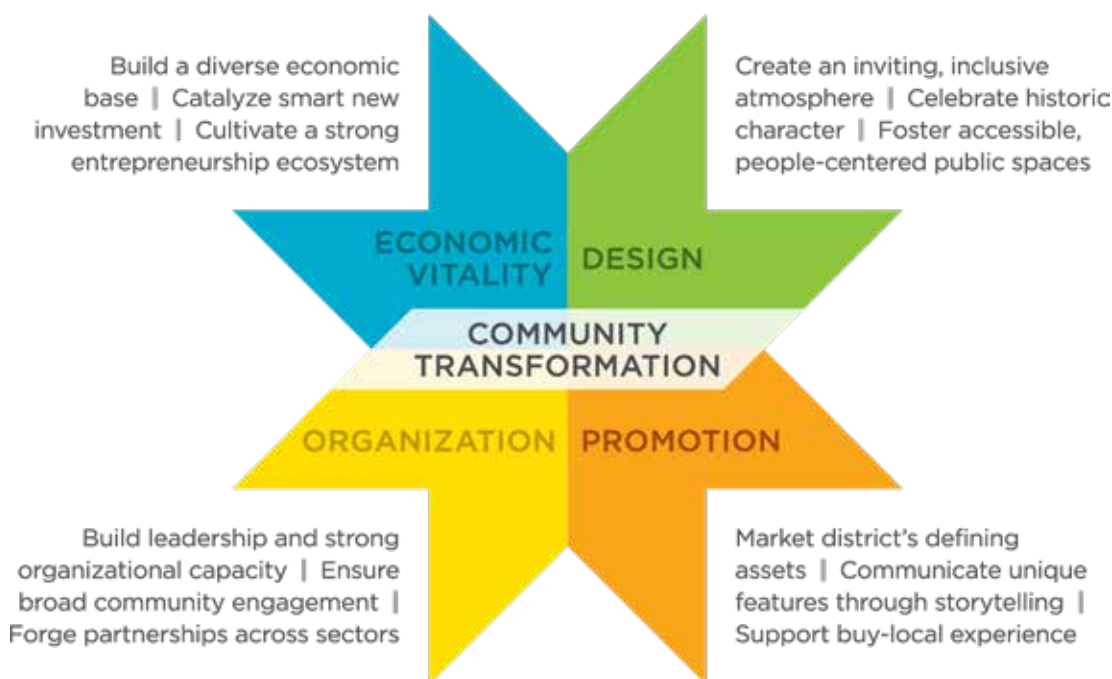 Build a diverse economic
base | Catalyze smart new
investment | Cultivate a strong
entrepreneurship ecosystem
Create an inviting, inclusive
atmosphere | Celebrate historic
character | Foster accessible,
people-centered public spaces
ECONOMIC
VITALITY
DESIGN
COMMUNITY
TRANSFORMATION
ORGANIZATION
PROMOTION
Build leadership and strong
organizational capacity | Ensure
broad community engagement |
Forge partnerships across sectors
Market district's defining
assets | Communicate unique
features through storytelling |
Support buy-local experience